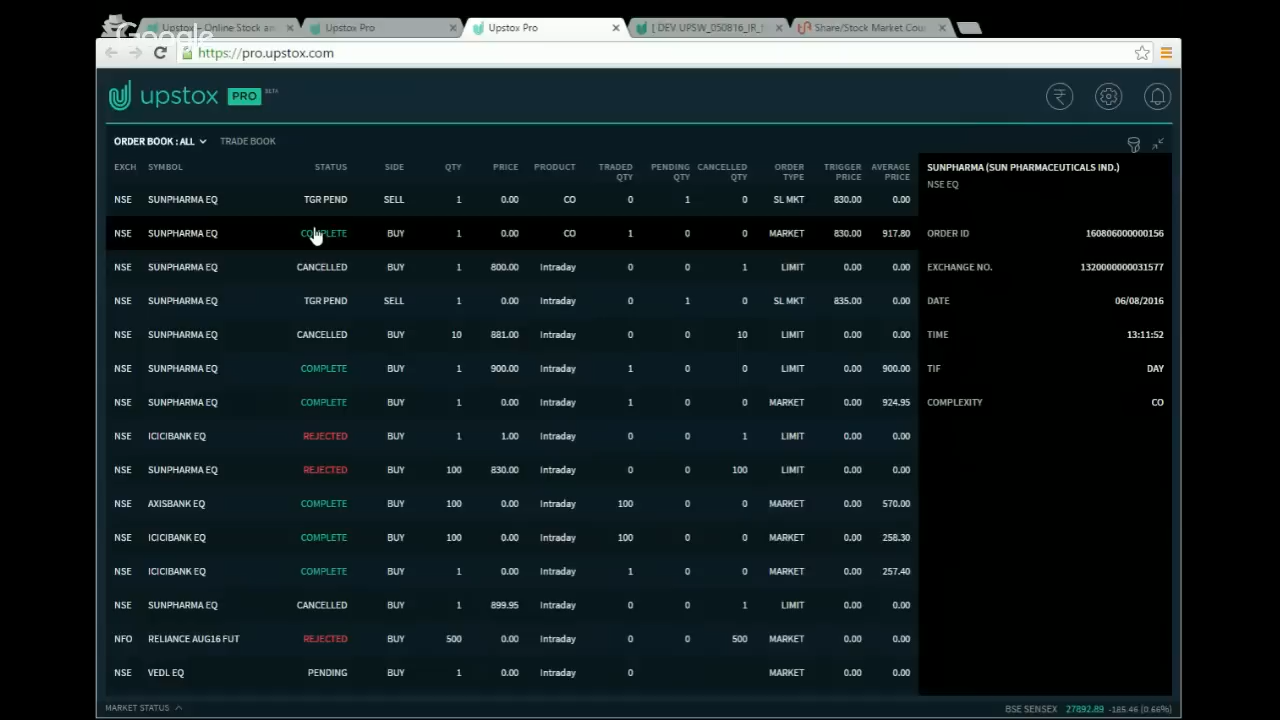 Google
Upstox - Online Stock an
Upstox Pro
Upstox Pro
[ DEV UPSW_050816_JR_
Share/Stock Market Cou
https://pro.upstox.com
upstox PRO BETA
ORDER BOOK : ALL TRADE BOOK
EXCH SYMBOL STATUS SIDE QTY PRICE PRODUCT TRADED QTY PENDING QTY CANCELLED QTY ORDER TYPE TRIGGER PRICE AVERAGE PRICE
NSE SUNPHARMA EQ TGR PEND SELL 1 0.00 CO 0 1 0 SL MKT 830.00 0.00
NSE SUNPHARMA EQ COMPLETE BUY 1 0.00 CO 1 0 0 MARKET 830.00 917.80
NSE SUNPHARMA EQ CANCELLED BUY 1 800.00 Intraday 0 0 1 LIMIT 0.00 0.00
NSE SUNPHARMA EQ TGR PEND SELL 1 0.00 Intraday 0 1 0 SL MKT 835.00 0.00
NSE SUNPHARMA EQ CANCELLED BUY 10 881.00 Intraday 0 0 10 LIMIT 0.00 0.00
NSE SUNPHARMA EQ COMPLETE BUY 1 900.00 Intraday 1 0 0 LIMIT 0.00 900.00
NSE SUNPHARMA EQ COMPLETE BUY 1 0.00 Intraday 1 0 0 MARKET 0.00 924.95
NSE ICICIBANK EQ REJECTED BUY 1 1.00 Intraday 0 0 1 LIMIT 0.00 0.00
NSE SUNPHARMA EQ REJECTED BUY 100 830.00 Intraday 0 0 100 LIMIT 0.00 0.00
NSE AXISBANK EQ COMPLETE BUY 100 0.00 Intraday 100 0 0 MARKET 0.00 570.00
NSE ICICIBANK EQ COMPLETE BUY 100 0.00 Intraday 100 0 0 MARKET 0.00 258.30
NSE ICICIBANK EQ COMPLETE BUY 1 0.00 Intraday 1 0 0 MARKET 0.00 257.40
NSE SUNPHARMA EQ CANCELLED BUY 1 899.95 Intraday 0 0 1 LIMIT 0.00 0.00
NFO RELIANCE AUG16 FUT REJECTED BUY 500 0.00 Intraday 0 0 500 MARKET 0.00 0.00
NSE VEDL EQ PENDING BUY 1 0.00 Intraday 0 MARKET 0.00 0.00
SUNPHARMA (SUN PHARMACEUTICALS IND.)
NSE EQ
ORDER ID 160806000000156
EXCHANGE NO. 1320000000031577
DATE 06/08/2016
TIME 13:11:52
TIF DAY
COMPLEXITY CO
MARKET STATUS
BSE SENSEX 27892.89 -185.46 (0.66%)